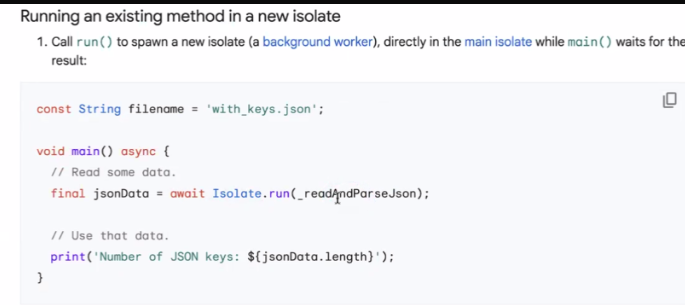 Running an existing method in a new isolate
1. Call run() to spawn a new isolate (a background worker), directly in the main isolate while main() waits for the
result:
const String filename = 'with_keys.json';
void main() async {
// Read some data.
final jsonData = await Isolate.run(_readAndParseJson);
// Use that data.
print('Number of JSON keys: ${jsonData.length}');
}